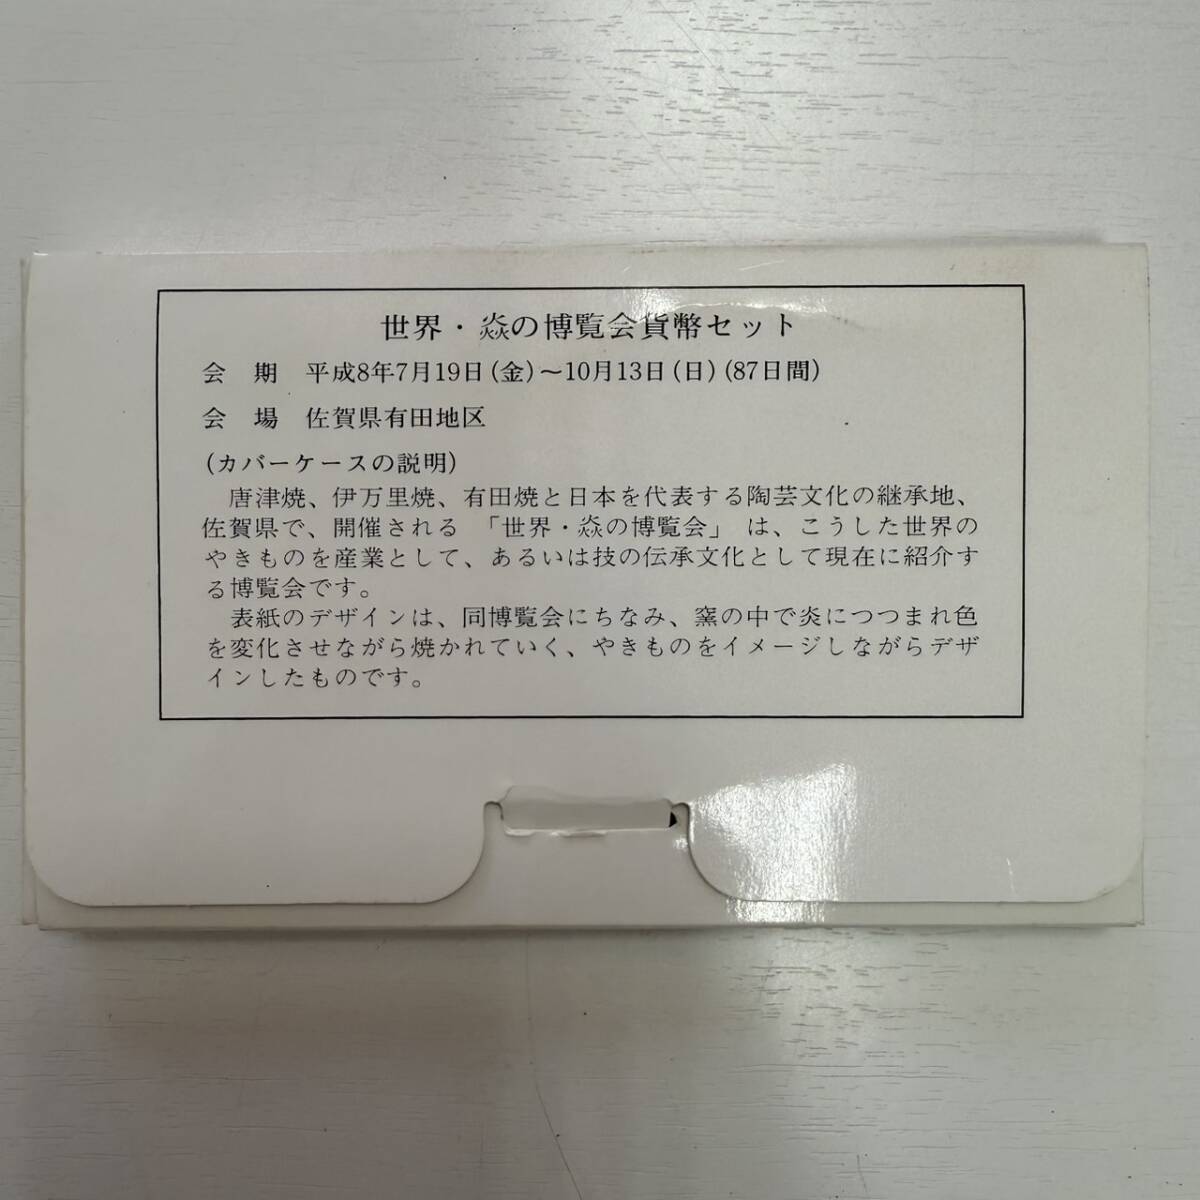 世界・焱の博覧会貨幣セット
会 期 平成8年7月19日(金)～10月13日(日)(87日間)
会 場 佐賀県有田地区
(カバーケースの説明)
唐津焼、伊万里焼、有田焼と日本を代表する陶芸文化の継承地、
佐賀県で、開催される 「世界・焱の博覧会」 は、こうした世界の
やきものを産業として、あるいは技の伝承文化として現在に紹介す
る博覧会です。
表紙のデザインは、同博覧会にちなみ、窯の中で炎につつまれ色
を変化させながら焼かれていく、やきものをイメージしながらデザ
インしたものです。